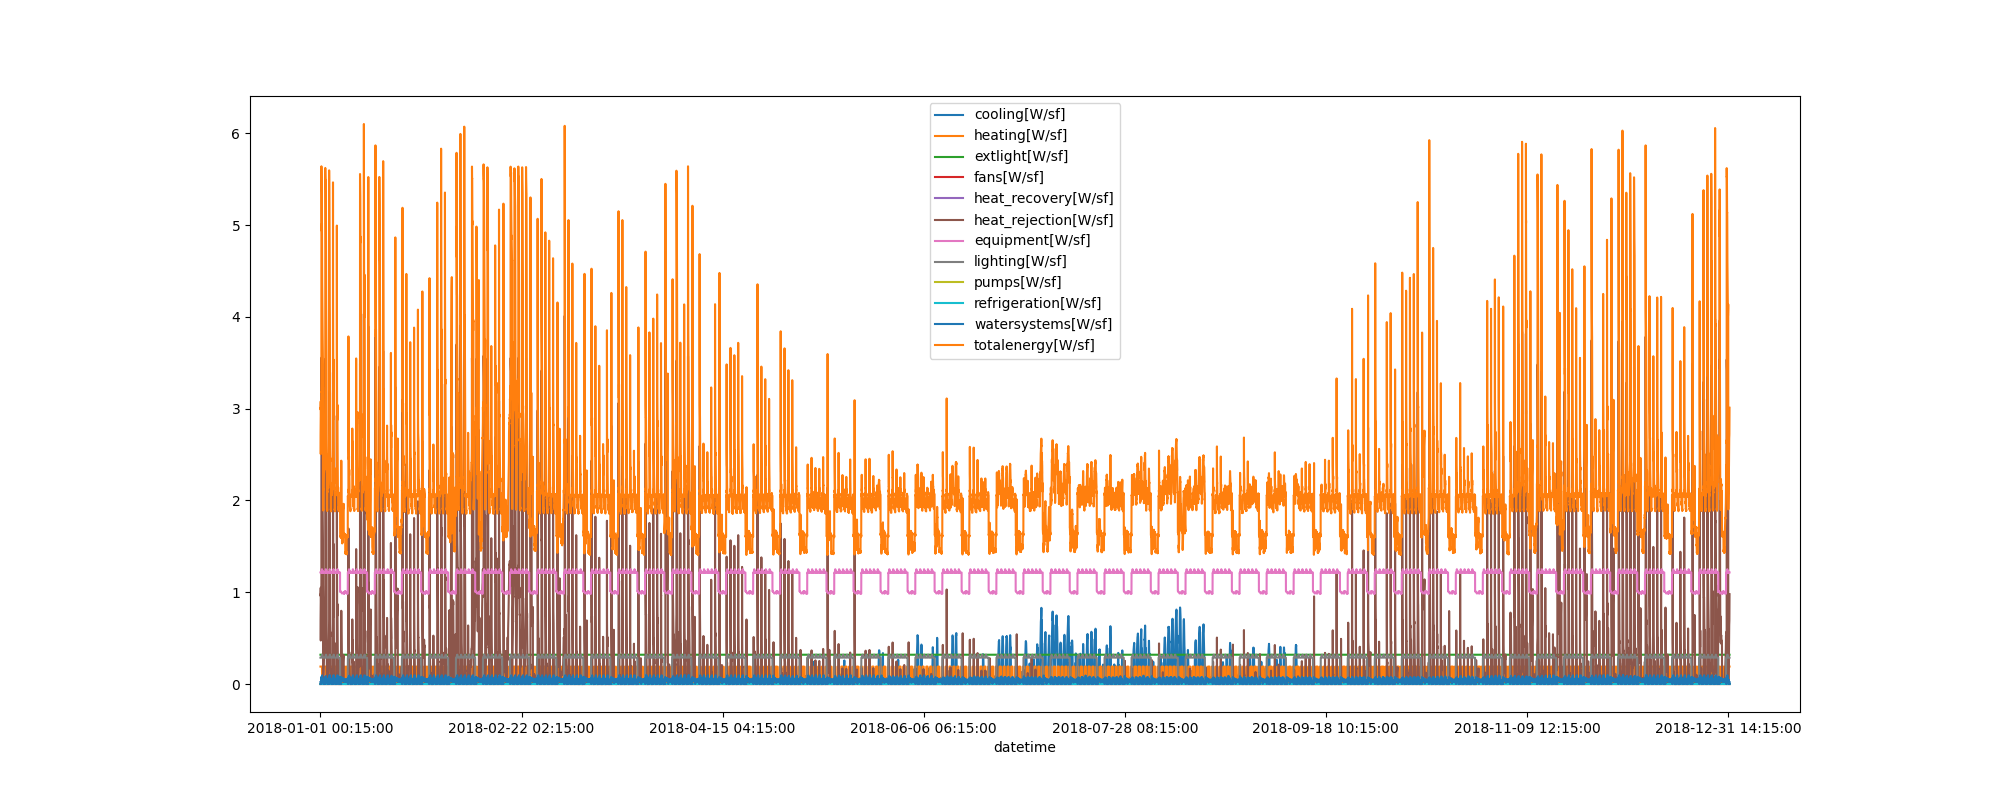 cooling[W/sf]
heating[W/sf]
extlight[W/sf]
fans[W/sf]
heat_recovery[W/sf]
heat_rejection[W/sf]
equipment[W/sf]
lighting[W/sf]
pumps[W/sf]
refrigeration[W/sf]
watersystems[W/sf]
totalenergy[W/sf]
6
5
4
3
2
1
0
2018-01-01 00:15:00 2018-02-22 02:15:00 2018-04-15 04:15:00 2018-06-06 06:15:00 2018-07-28 08:15:00 2018-09-18 10:15:00 2018-11-09 12:15:00 2018-12-31 14:15:00
datetime